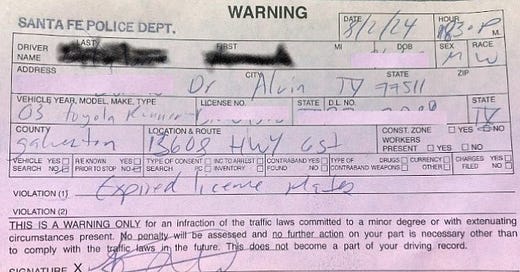 WARNING
SANTA FE POLICE DEPT.
DATE 8/2/24 HOUR P M.
DRIVER NAME LAST FIRST MI DOB SEX M RACE W
ADDRESS Dr CITY Alvin STATE TX ZIP 77511
VEHICLE YEAR, MODEL, MAKE, TYPE LICENSE NO. STATE D.L. NO. STATE
03 Toyota TX
COUNTY LOCATION & ROUTE CONST. ZONE YES NO
galveston 13608 HWY 6 WORKERS PRESENT YES NO
VEHICLE YES RE KNOWN YES TYPE OF CONSENT INC TO ARREST CONTRABAND YES TYPE OF DRUGS CURRENCY CHARGES YES
SEARCH NO PRIOR TO STOP NO SEARCH PC INVENTORY FOUND NO CONTRABAND WEAPONS OTHER FILED NO
VIOLATION (1) Expired license plates
VIOLATION (2)
THIS IS A WARNING ONLY for an infraction of the traffic laws committed to a minor degree or with extenuating
circumstances present. No penalty will be assessed and no further action on your part is necessary other than
to comply with the traffic laws in the future. This does not become a part of your driving record.
SIGNATURE X